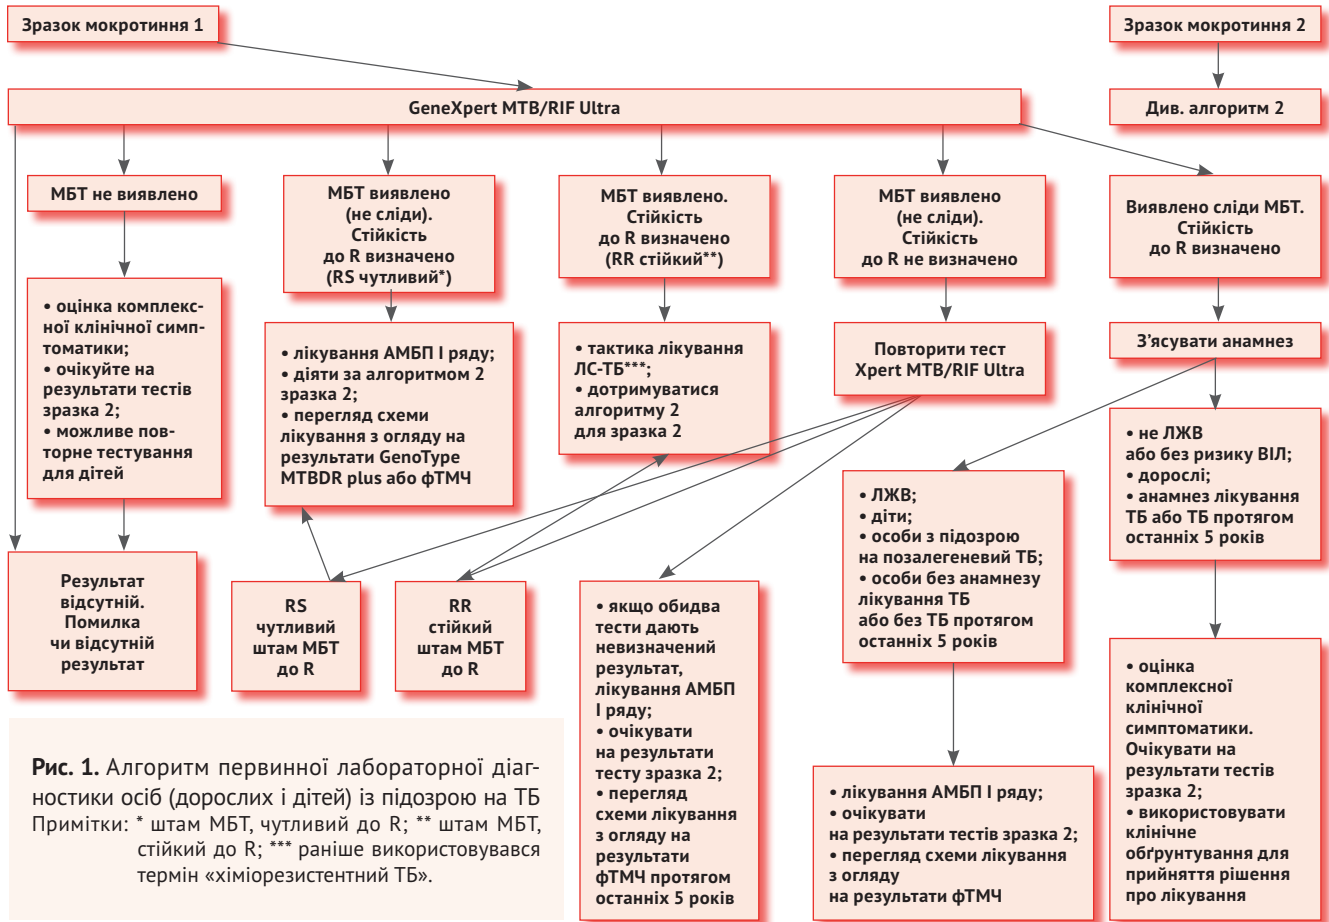 Зразок мокротиння 1
Зразок мокротиння 2
GeneXpert MTB/RIF Ultra
Див. алгоритм 2
МБТ не виявлено
МБТ виявлено
(не сліди).
Стійкість
до R визначено
(RS чутливий*)
МБТ виявлено.
Стійкість
до R визначено
(RR стійкий**)
МБТ виявлено
(не сліди).
Стійкість
до R не визначено
Виявлено сліди МБТ.
Стійкість
до R визначено
• оцінка комплекс-
ної клінічної симп-
томатики;
• очікуйте на
результати тестів
зразка 2;
• можливе пов-
торне тестування
для дітей
• лікування АМБП І ряду;
• діяти за алгоритмом 2
зразка 2;
• перегляд схеми
лікування з огляду на
результати GenoType
MTBDR plus або фТМЧ
• тактика лікування
ЛС-ТБ***;
• дотримуватися
алгоритму 2
для зразка 2
Повторити тест
Xpert MTB/RIF Ultra
З'ясувати анамнез
• ЛЖВ;
• діти;
• особи з підозрою
на позалегеневий ТБ;
• особи без анамнезу
лікування ТБ
або без ТБ протягом
останніх 5 років
• не ЛЖВ
або без ризику ВІЛ;
• дорослі;
• анамнез лікування
ТБ або ТБ протягом
останніх 5 років
Результат
відсутній.
Помилка
чи відсутній
результат
RS
чутливий
штам МБТ
до R
RR
стійкий
штам МБТ
до R
• якщо обидва
тести дають
невизначений
результат,
лікування АМБП
І ряду;
• очікувати
на результати
тесту зразка 2;
• перегляд
схеми лікування
з огляду на
результати
фТМЧ протягом
останніх 5 років
• лікування АМБП І ряду;
• очікувати
на результати тестів зразка 2;
• перегляд схеми лікування
з огляду
на результати фТМЧ
• оцінка
комплексної
клінічної
симптоматики.
Очікувати на
результати тестів
зразка 2;
• використовувати
клінічне
обґрунтування для
прийняття рішення
про лікування
Рис. 1. Алгоритм первинної лабораторної діаг-
ностики осіб (дорослих і дітей) із підозрою на ТБ
Примітки: * штам МБТ, чутливий до R; ** штам МБТ,
стійкий до R; *** раніше використовувався
термін «хіміорезистентний ТБ».